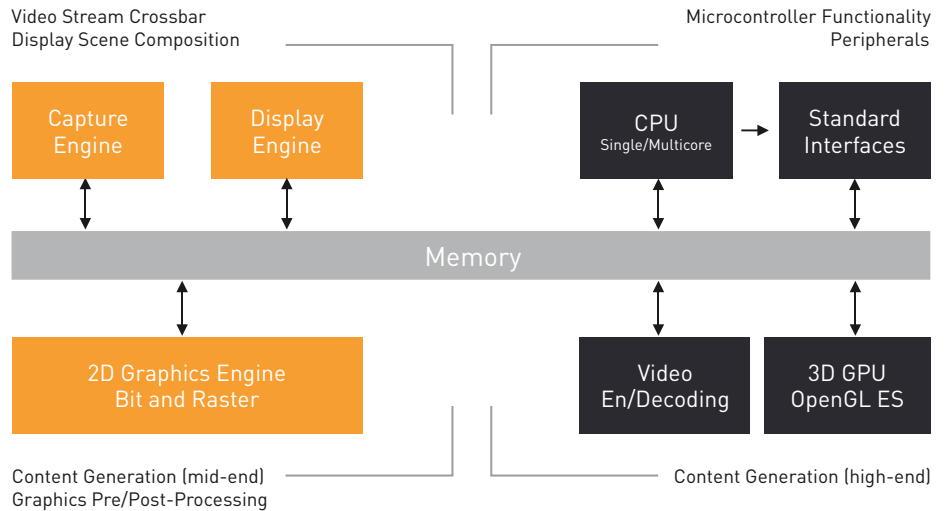 Video Stream Crossbar
Display Scene Composition
Microcontroller Functionality
Peripherals
Capture
Engine
Display
Engine
CPU
Single/Multicore
Standard
Interfaces
Memory
2D Graphics Engine
Bit and Raster
Video
En/Decoding
3D GPU
OpenGL ES
Content Generation (mid-end)
Graphics Pre/Post-Processing
Content Generation (high-end)